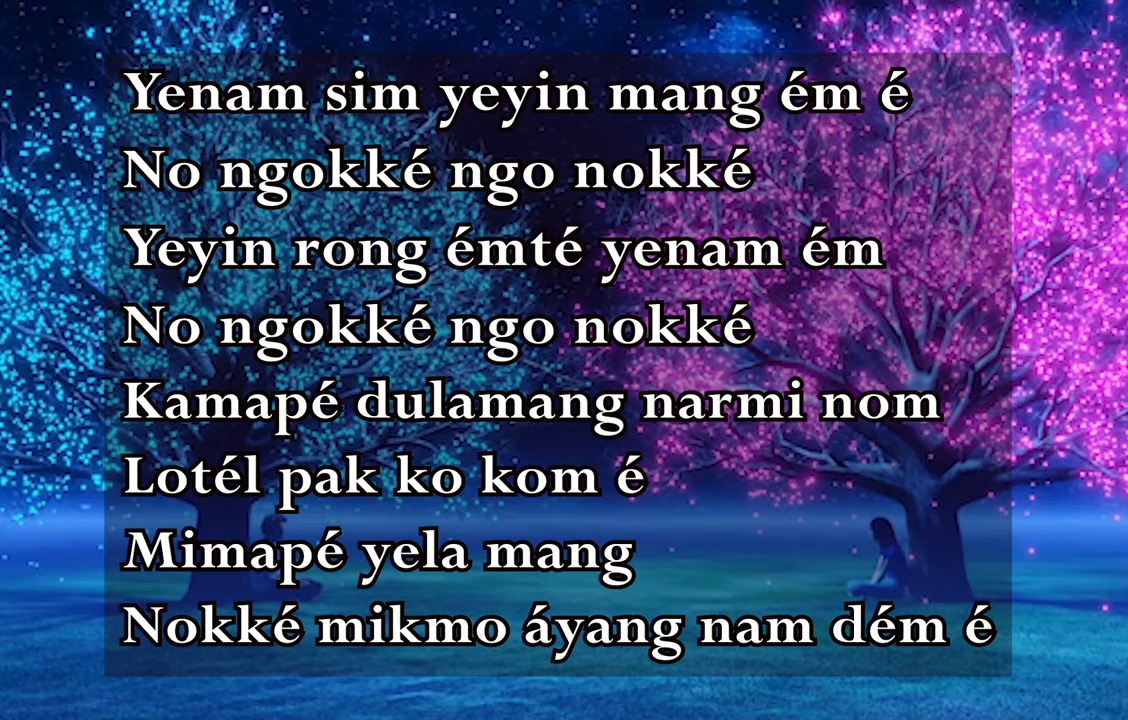 Yenam sim yeyin mang ém é
No ngokké ngo nokké
Yeyin rong émté yenam ém
No ngokké ngo nokké
Kamapé dulamang narmi nom
Lotél pak ko kom é
Mimapé yela mang
Nokké mikmo áyang nam dém é